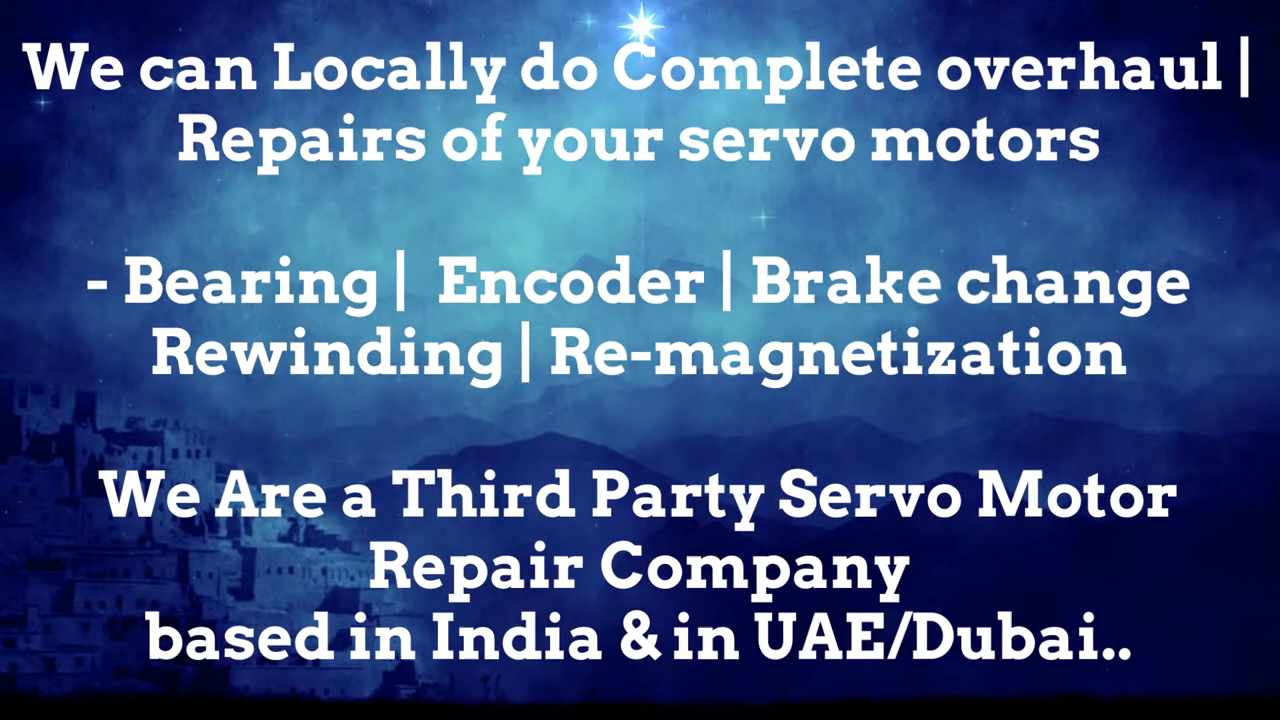 We can Locally do Complete overhaul |
Repairs of your servo motors
- Bearing | Encoder | Brake change
Rewinding | Re-magnetization
We Are a Third Party Servo Motor
Repair Company
based in India & in UAE/Dubai..